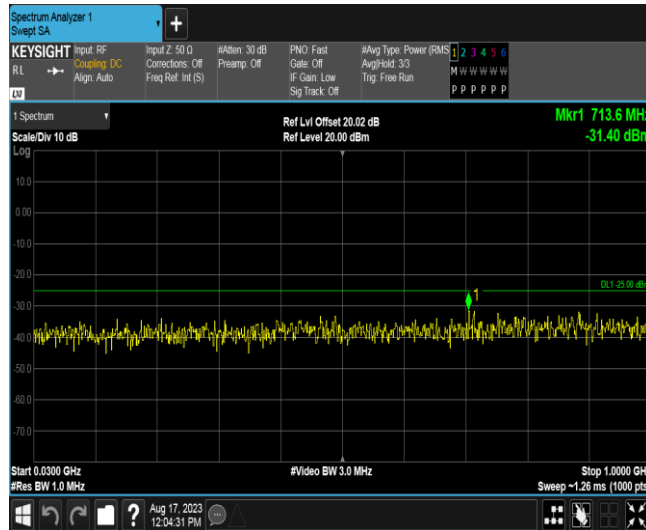 Spectrum Analyzer 1
Swept SA
+
KEYSIGHT Input: RF Input Z: 50 Ω #Atten: 30 dB PNO: Fast #Avg Type: Power (RMS 1 2 3 4 5 6
RL Coupling: DC Corrections: Off Preamp: Off Gate: Off Avg|Hold: 3/3 M W W W W W
Align: Auto Freq Ref: Int (S) IF Gain: Low Trig: Free Run
Sig Track: Off P P P P P P
LXI
1 Spectrum Ref Lvl Offset 20.02 dB Mkr1 713.6 MHz
Scale/Div 10 dB Ref Level 20.00 dBm -31.40 dBm
Log
10.0
0.00
-10.0
-20.0
DL1 -25.00 dBm
1
-30.0
-40.0
-50.0
-60.0
-70.0
Start 0.0300 GHz #Video BW 3.0 MHz Stop 1.0000 GH
#Res BW 1.0 MHz Sweep ~1.26 ms (1000 pts
? Aug 17, 2023
12:04:31 PM